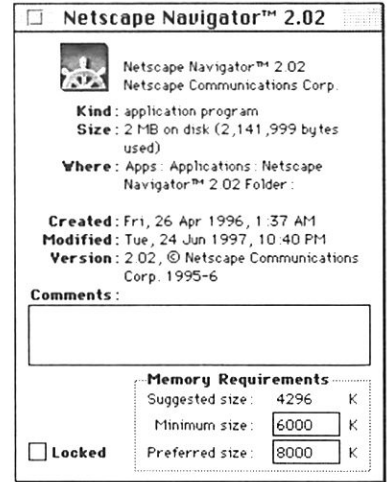 Netscape Navigator™ 2.02
Netscape Navigator™ 2.02
Netscape Communications Corp.
Kind: application program
Size: 2 MB on disk (2,141,999 bytes
used)
Where: Apps: Applications: Netscape
Navigator™ 2.02 Folder:
Created: Fri, 26 Apr 1996, 1:37 AM
Modified: Tue, 24 Jun 1997, 10:40 PM
Version: 2.02, © Netscape Communications
Corp. 1995-6
Comments:
Memory Requirements
Suggested size: 4296 K
Minimum size: 6000 K
Locked Preferred size: 8000 K